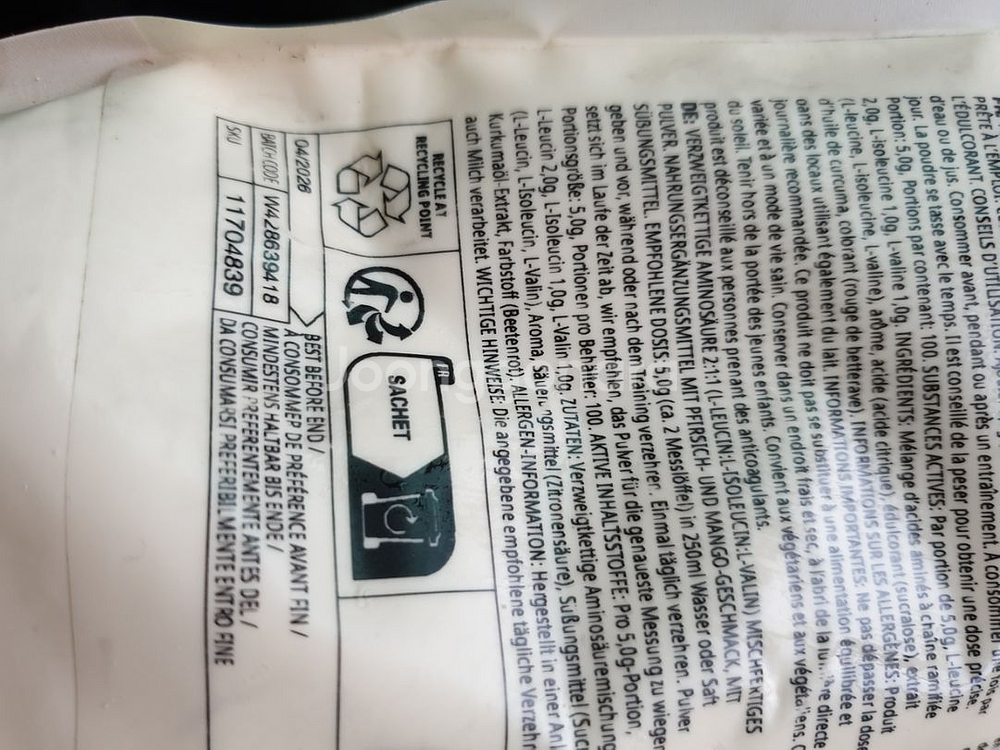 PRÊTE À L'EMPLOI
L'ÉDULCORANT. CONSEILS D'UTILISATION
d'eau ou de jus. Consommer avant, pendant ou après un entraînement. À consommer une fois par
jour. La poudre se tasse avec le temps. Il est conseillé de la peser pour obtenir une dose précise.
Portion: 5,0g. Portions par contenant: 100. SUBSTANCES ACTIVES: Par portion de 5,0g, L-leucine
2,0g, L-isoleucine 1,0g, L-valine 1,0g. INGRÉDIENTS: Mélange d'acides aminés à chaîne ramifiée
(L-leucine, L-isoleucine, L-valine), arôme, acide (acide citrique), édulcorant (sucralose), extrait
d'huile de curcuma, colorant (rouge de betterave). INFORMATIONS SUR LES ALLERGÈNES: Produit
dans des locaux utilisant également du lait. INFORMATIONS IMPORTANTES: Ne pas dépasser la dose
journalière recommandée. Ce produit ne doit pas se substituer à une alimentation équilibrée et
variée et à un mode de vie sain. Conserver dans un endroit frais et sec, à l'abri de la lumière directe
du soleil. Tenir hors de la portée des jeunes enfants. Convient aux végétariens et aux végétaliens. C
produit est déconseillé aux personnes prenant des anticoagulants.
DE: VERZWEIGTKETTIGE AMINOSÄURE 2:1:1 (L-LEUCIN:L-ISOLEUCIN:L-VALIN) MISCHFERTIGES
PULVER. NAHRUNGSERGÄNZUNGSMITTEL MIT PFIRSICH- UND MANGO-GESCHMACK, MIT
SÜßUNGSMITTEL. EMPFOHLENE DOSIS: 5,0g (ca. 2 Messlöffel) in 250ml Wasser oder Saft
geben und vor, während oder nach dem Training verzehren. Einmal täglich verzehren. Pulver
setzt sich im Laufe der Zeit ab, wir empfehlen, das Pulver für die genaueste Messung zu wiegen
Portionsgröße: 5,0g, Portionen pro Behälter: 100. AKTIVE INHALTSSTOFFE: Pro 5,0g-Portion,
L-Leucin 2,0g, L-Isoleucin 1,0g, L-Valin 1,0g. ZUTATEN: Verzweigtkettige Aminosäuremischung
(L-Leucin, L-Isoleucin, L-Valin), Aroma, Säuerungsmittel (Zitronensäure), Süßungsmittel (Sucr
Kurkumaöl-Extrakt, Farbstoff (Beetenrot). ALLERGEN-INFORMATION: Hergestellt in einer Anl
auch Milch verarbeitet. WICHTIGE HINWEISE: Die angegebene empfohlene tägliche Verzehr
RECYCLE AT
RECYCLING POINT
FR
SACHET
04/2026
BATCH CODE W428639418
SKU 11704839
BEST BEFORE END /
À CONSOMMER DE PRÉFÉRENCE AVANT FIN /
MINDESTENS HALTBAR BIS ENDE /
CONSUMIR PREFERENTEMENTE ANTES DEL /
DA CONSUMARSI PREFERIBILMENTE ENTRO FINE